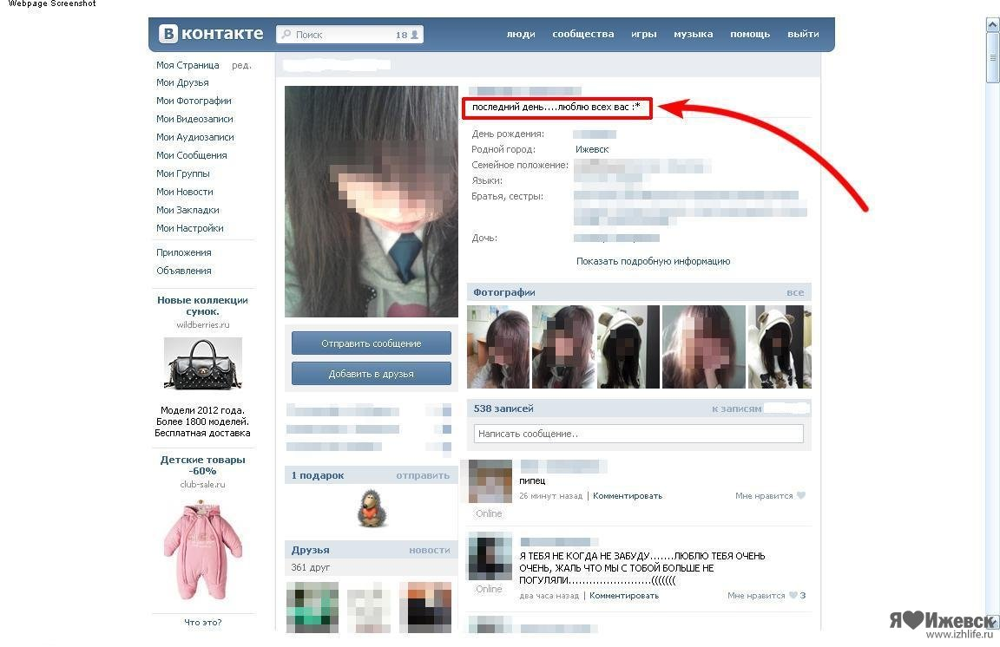 Webpage Screenshot
В контакте
Поиск
18
люди
сообщества
игры
музыка
помощь
выйти
Моя Страница
ред.
Мои Друзья
Мои Фотографии
Мои Видеозаписи
Мои Аудиозаписи
Мои Сообщения
Мои Группы
Мои Новости
Мои Закладки
Мои Настройки
Приложения
Объявления
Новые коллекции
сумок.
wildberries.ru
Модели 2012 года.
Более 1800 моделей.
Бесплатная доставка
Детские товары
-60%
club-sale.ru
Что это?
Отправить сообщение
Добавить в друзья
1 подарок
отправить
Друзья
новости
361 друг
последний день....люблю всех вас :*
День рождения:
Родной город:
Ижевск
Семейное положение:
Языки:
Братья, сестры:
Дочь:
Показать подробную информацию
Фотографии
все
538 записей
к записям
Написать сообщение..
пипец
26 минут назад | Комментировать
Мне нравится
Online
Я ТЕБЯ НЕ КОГДА НЕ ЗАБУДУ.......ЛЮБЛЮ ТЕБЯ ОЧЕНЬ
ОЧЕНЬ, ЖАЛЬ ЧТО МЫ С ТОБОЙ БОЛЬШЕ НЕ
ПОГУЛЯЛИ........................(((((((
два часа назад | Комментировать
Мне нравится 3
Online
Я♥Ижевск
www.izhlife.ru